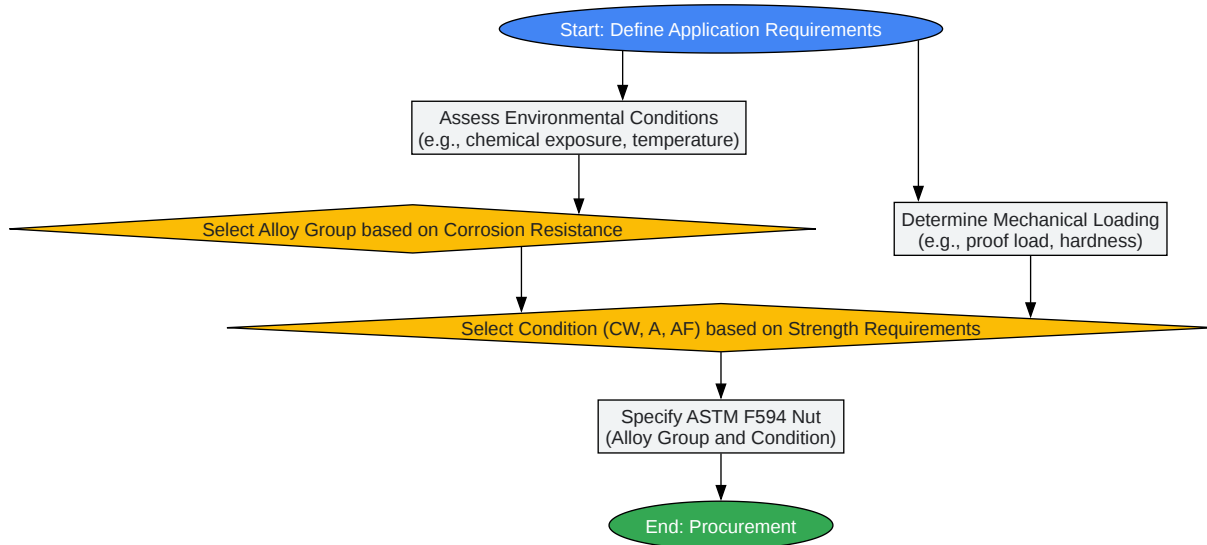 Start: Define Application Requirements
Assess Environmental Conditions
(e.g., chemical exposure, temperature)
Select Alloy Group based on Corrosion Resistance
Determine Mechanical Loading
(e.g., proof load, hardness)
Select Condition (CW, A, AF) based on Strength Requirements
Specify ASTM F594 Nut
(Alloy Group and Condition)
End: Procurement